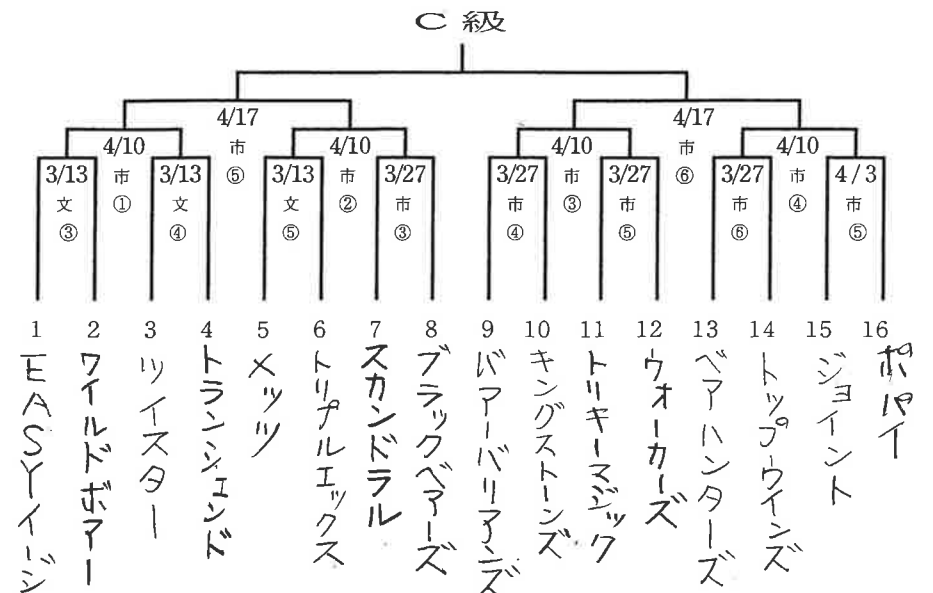 C 級
4/17
4/17
4/10
4/10
4/10
4/10
市
⑤
市
⑥
3/13
文
③
市
①
3/13
文
④
3/13
文
⑤
市
②
3/27
市
③
3/27
市
④
市
③
3/27
市
⑤
3/27
市
⑥
市
④
4/3
市
⑤
1 2 3 4 5 6 7 8 9 10 11 12 13 14 15 16
EASYイージ
ワイルドボアー
ツイスター
トランシェンド
メッツ
トリプルエックス
スカンドラル
ブラックベアーズ
バアーバリアンズ
キングストーンズ
トリキーマジック
ウォーカーズ
ベアハンターズ
トップウインズ
ジョイント
ポパイ